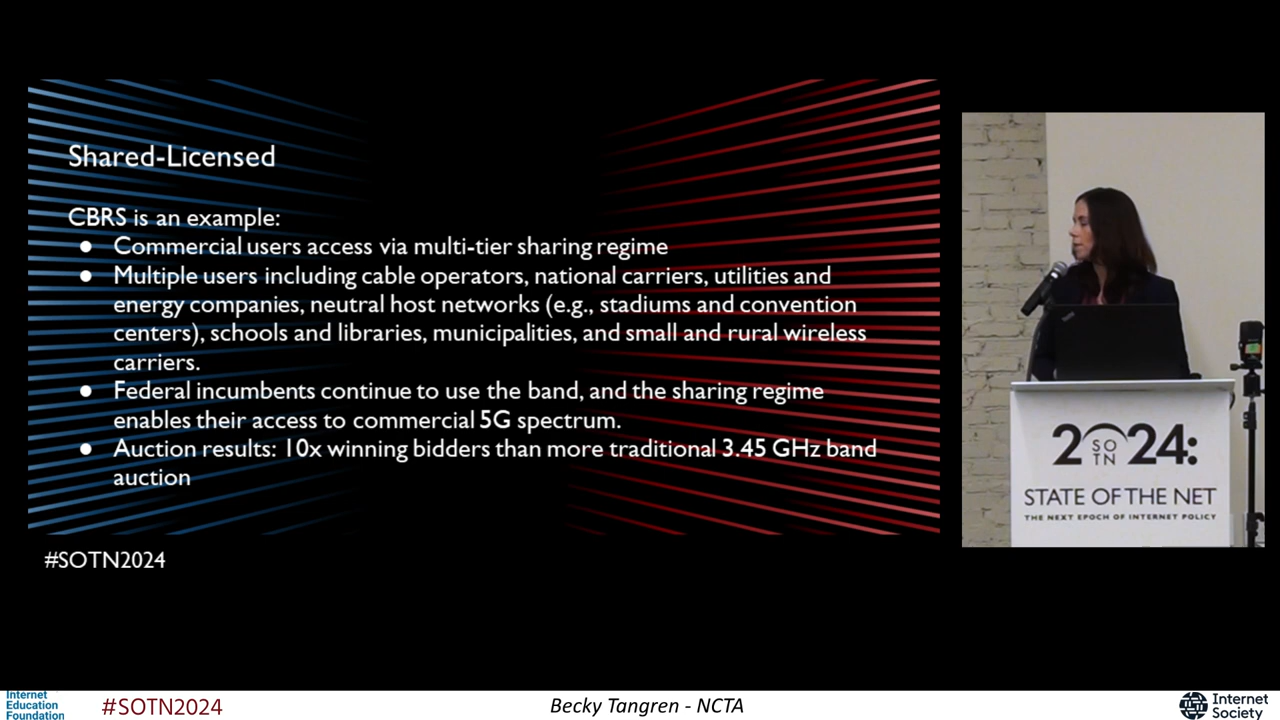 Shared-Licensed
CBRS is an example:
● Commercial users access via multi-tier sharing regime
● Multiple users including cable operators, national carriers, utilities and
energy companies, neutral host networks (e.g., stadiums and convention
centers), schools and libraries, municipalities, and small and rural wireless
carriers.
● Federal incumbents continue to use the band, and the sharing regime
enables their access to commercial 5G spectrum.
● Auction results: 10x winning bidders than more traditional 3.45 GHz band
auction
#SOTN2024
2024:
SO
TN
STATE OF THE NET
THE NEXT EPOCH OF INTERNET POLICY
Internet
Education
Foundation
#SOTN2024
Becky Tangren - NCTA
Internet
Society